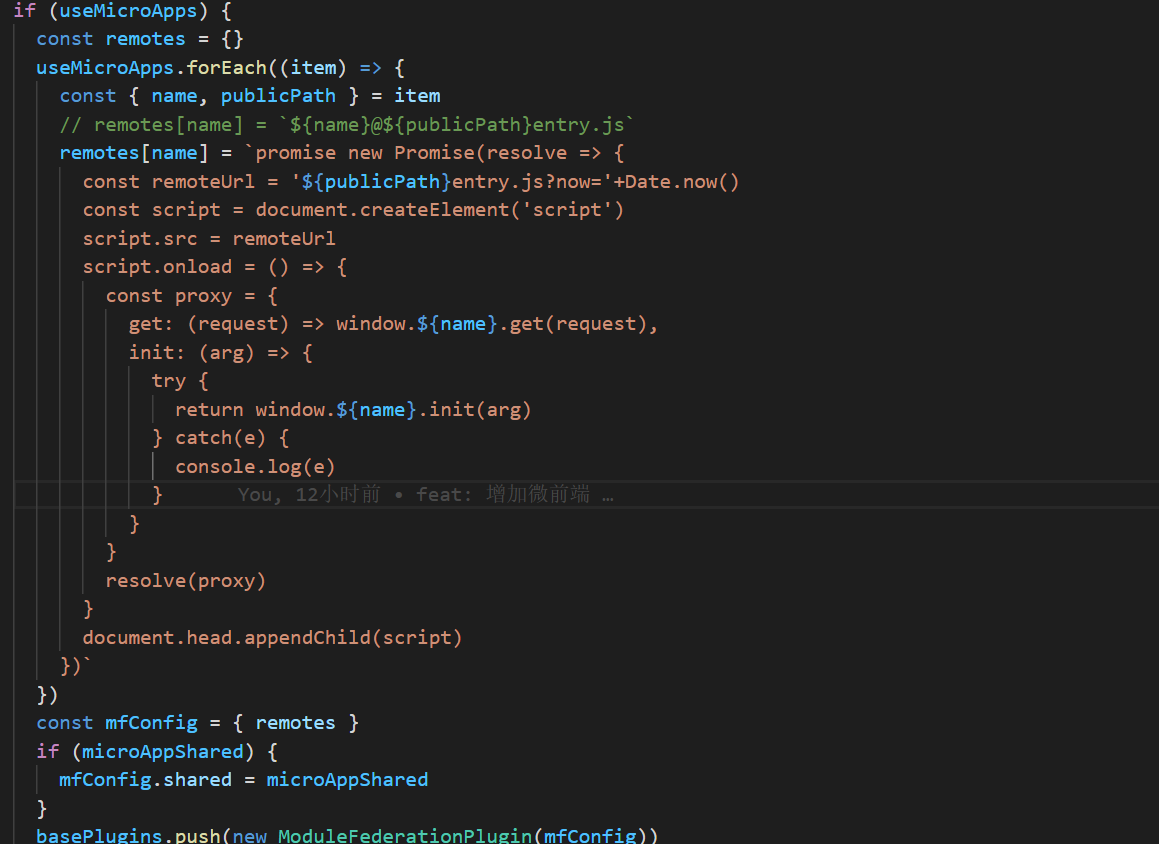 if (useMicroApps) {
const remotes = {}
useMicroApps.forEach((item) => {
const { name, publicPath } = item
// remotes[name] = `${name}@${publicPath}entry.js`
remotes[name] = `promise new Promise(resolve => {
const remoteUrl = '${publicPath}entry.js?now='+Date.now()
const script = document.createElement('script')
script.src = remoteUrl
script.onload = () => {
const proxy = {
get: (request) => window.${name}.get(request),
init: (arg) => {
try {
return window.${name}.init(arg)
} catch(e) {
console.log(e)
} You, 12小时前 • feat: 增加微前端 …
}
}
resolve(proxy)
}
document.head.appendChild(script)
})`
})
const mfConfig = { remotes }
if (microAppShared) {
mfConfig.shared = microAppShared
}
basePlugins.push(new ModuleFederationPlugin(mfConfig))